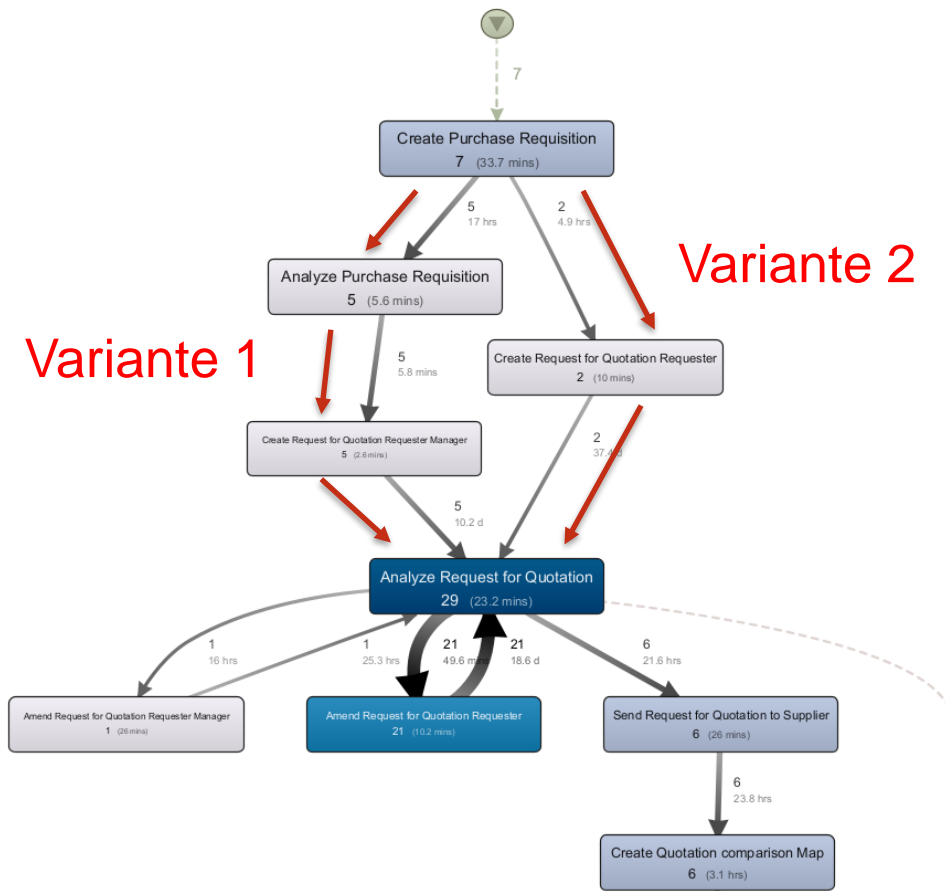 7
Create Purchase Requisition
7 (33.7 mins)
5
17 hrs
2
4.9 hrs
Variante 2
Analyze Purchase Requisition
5 (5.6 mins)
Variante 1
5
5.8 mins
Create Request for Quotation Requester
2 (10 mins)
Create Request for Quotation Requester Manager
5 (2.6 mins)
2
37.4 d
5
10.2 d
Analyze Request for Quotation
29 (23.2 mins)
1
16 hrs
1
25.3 hrs
21
49.6 mins
21
18.6 d
6
21.6 hrs
Amend Request for Quotation Requester Manager
1 (26 mins)
Amend Request for Quotation Requester
21 (10.2 mins)
Send Request for Quotation to Supplier
6 (26 mins)
6
23.8 hrs
Create Quotation comparison Map
6 (3.1 hrs)